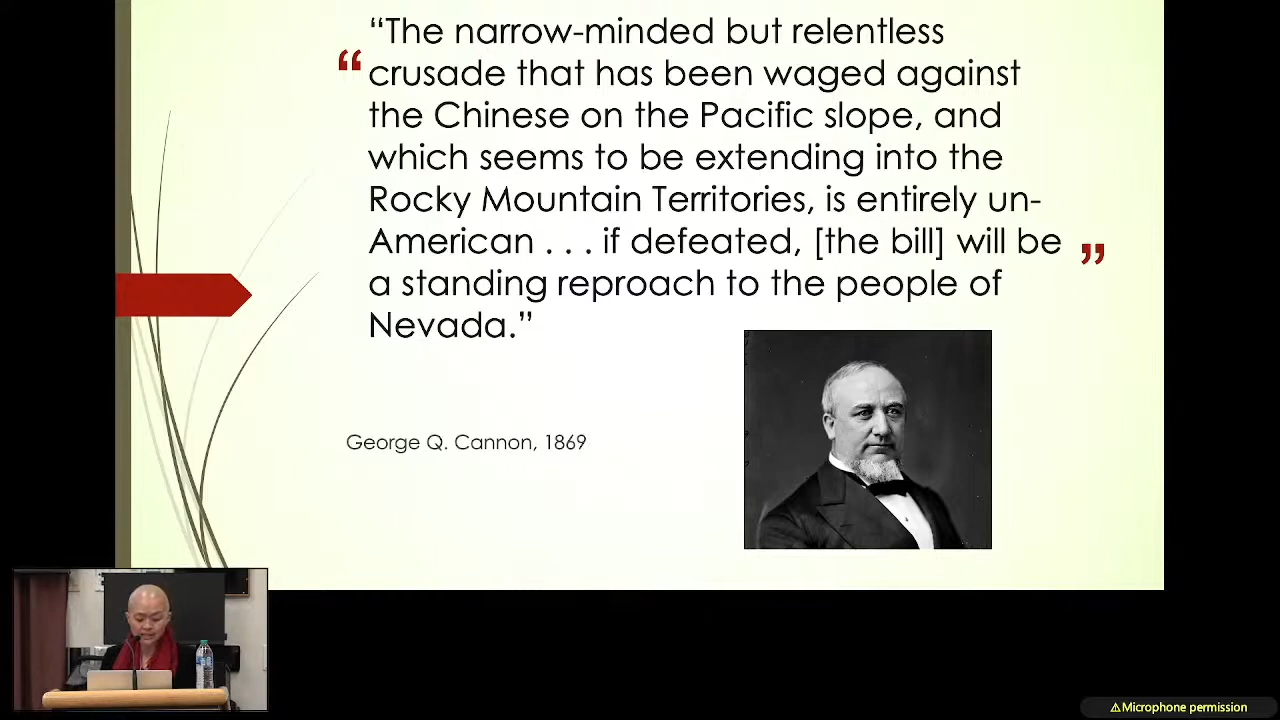 “The narrow-minded but relentless
“ crusade that has been waged against
the Chinese on the Pacific slope, and
which seems to be extending into the
Rocky Mountain Territories, is entirely un-
American . . . if defeated, [the bill] will be ”
a standing reproach to the people of
Nevada.”
George Q. Cannon, 1869
⚠Microphone permission